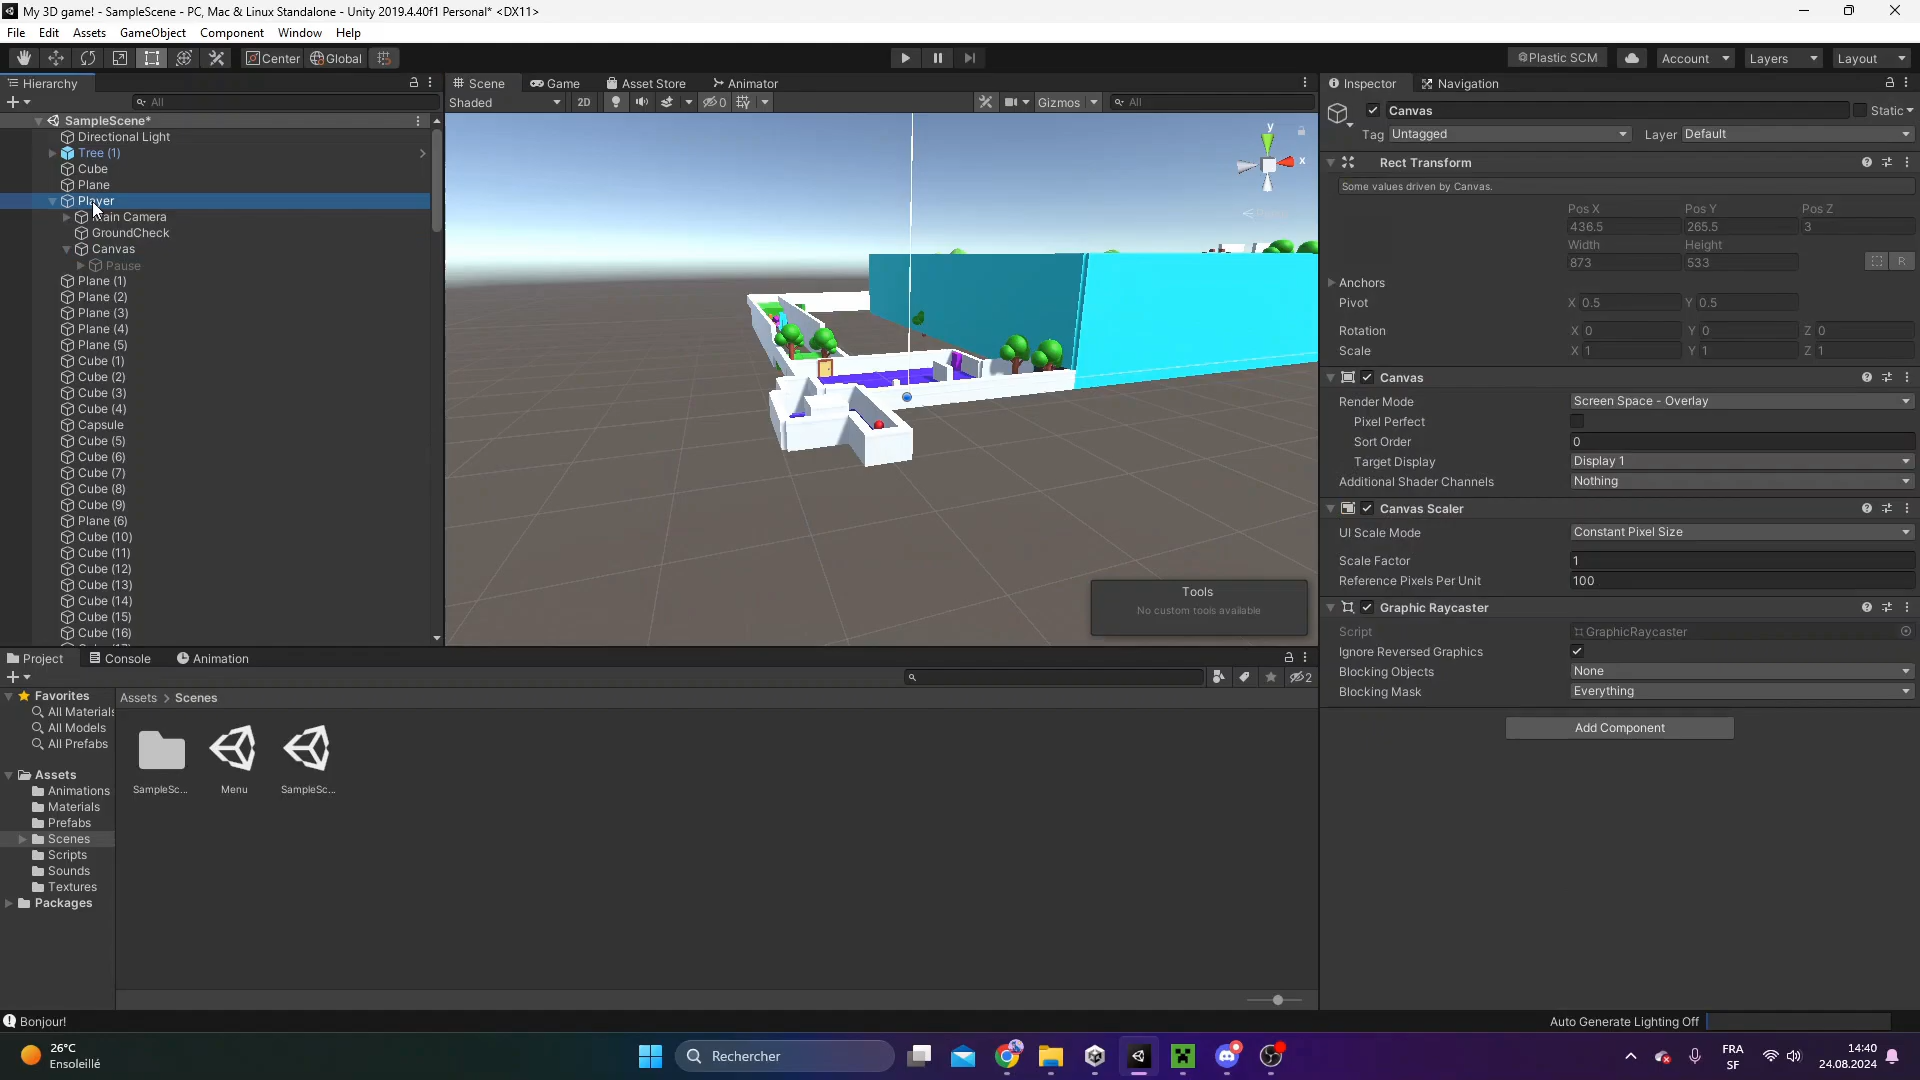 My 3D game! - SampleScene - PC, Mac & Linux Standalone - Unity 2019.4.40f1 Personal* <DX11>
File Edit Assets GameObject Component Window Help
Center Global Plastic SCM Account Layers Layout
Hierarchy
All
SampleScene*
Directional Light
Tree (1)
Cube
Plane
Player
Main Camera
GroundCheck
Canvas
Pause
Plane (1)
Plane (2)
Plane (3)
Plane (4)
Plane (5)
Cube (1)
Cube (2)
Cube (3)
Cube (4)
Capsule
Cube (5)
Cube (6)
Cube (7)
Cube (8)
Cube (9)
Plane (6)
Cube (10)
Cube (11)
Cube (12)
Cube (13)
Cube (14)
Cube (15)
Cube (16)
Scene Game Asset Store Animator
Shaded 2D 0 Gizmos All
y
x
Tools
No custom tools available
Inspector Navigation
Canvas Static
Tag Untagged Layer Default
Rect Transform
Some values driven by Canvas.
Pos X Pos Y Pos Z
436.5 265.5 3
Width Height
873 533
R
Anchors
Pivot X 0.5 Y 0.5
Rotation X 0 Y 0 Z 0
Scale X 1 Y 1 Z 1
Canvas
Render Mode Screen Space - Overlay
Pixel Perfect
Sort Order 0
Target Display Display 1
Additional Shader Channels Nothing
Canvas Scaler
UI Scale Mode Constant Pixel Size
Scale Factor 1
Reference Pixels Per Unit 100
Graphic Raycaster
Script GraphicRaycaster
Ignore Reversed Graphics
Blocking Objects None
Blocking Mask Everything
Add Component
Project Console Animation
2
Favorites
All Materials
All Models
All Prefabs
Assets
Animations
Materials
Prefabs
Scenes
Scripts
Sounds
Textures
Packages
Assets > Scenes
SampleSc... Menu SampleSc...
Bonjour!
Auto Generate Lighting Off
26°C
Ensoleillé
Rechercher
FRA
SF
14:40
24.08.2024